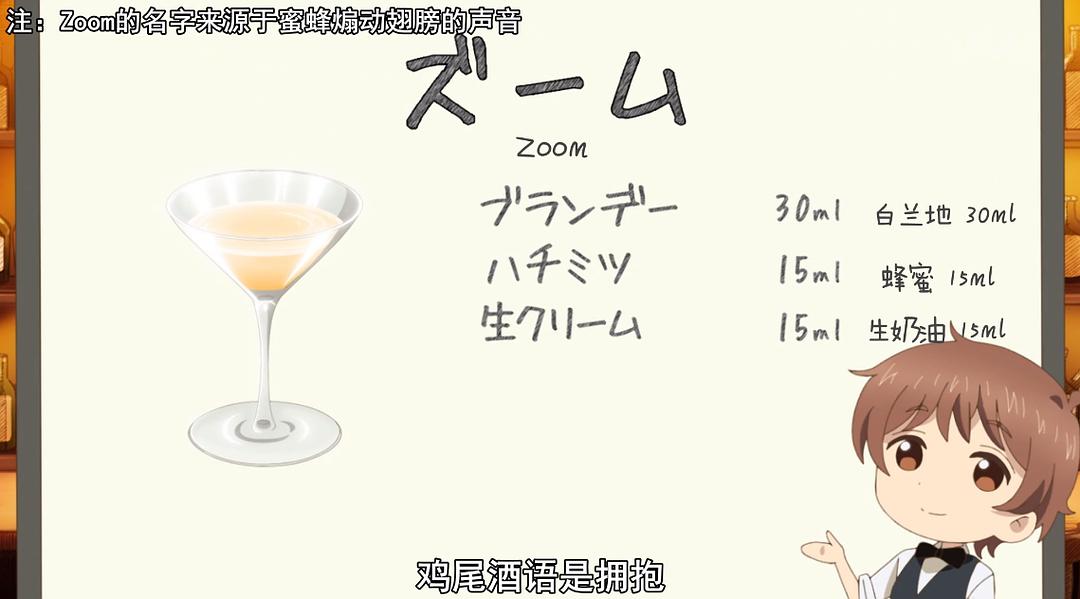 注：Zoom的名字来源于蜜蜂煽动翅膀的声音
ズーム
ZOOM
ブランデー 30ml 白兰地 30ml
ハチミツ 15ml 蜂蜜 15ml
生クリーム 15ml 生奶油 15ml
鸡尾酒语是拥抱